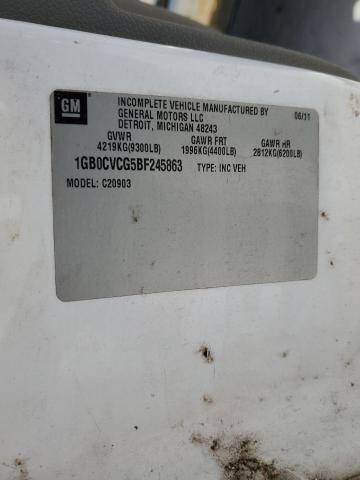 GM
INCOMPLETE VEHICLE MANUFACTURED BY
GENERAL MOTORS LLC 06/11
DETROIT, MICHIGAN 48243
GVWR GAWR FRT GAWR RR
4219KG(9300LB) 1996KG(4400LB) 2812KG(6200LB)
1GB0CVCG5BF245863 TYPE: INC VEH
MODEL: C20903